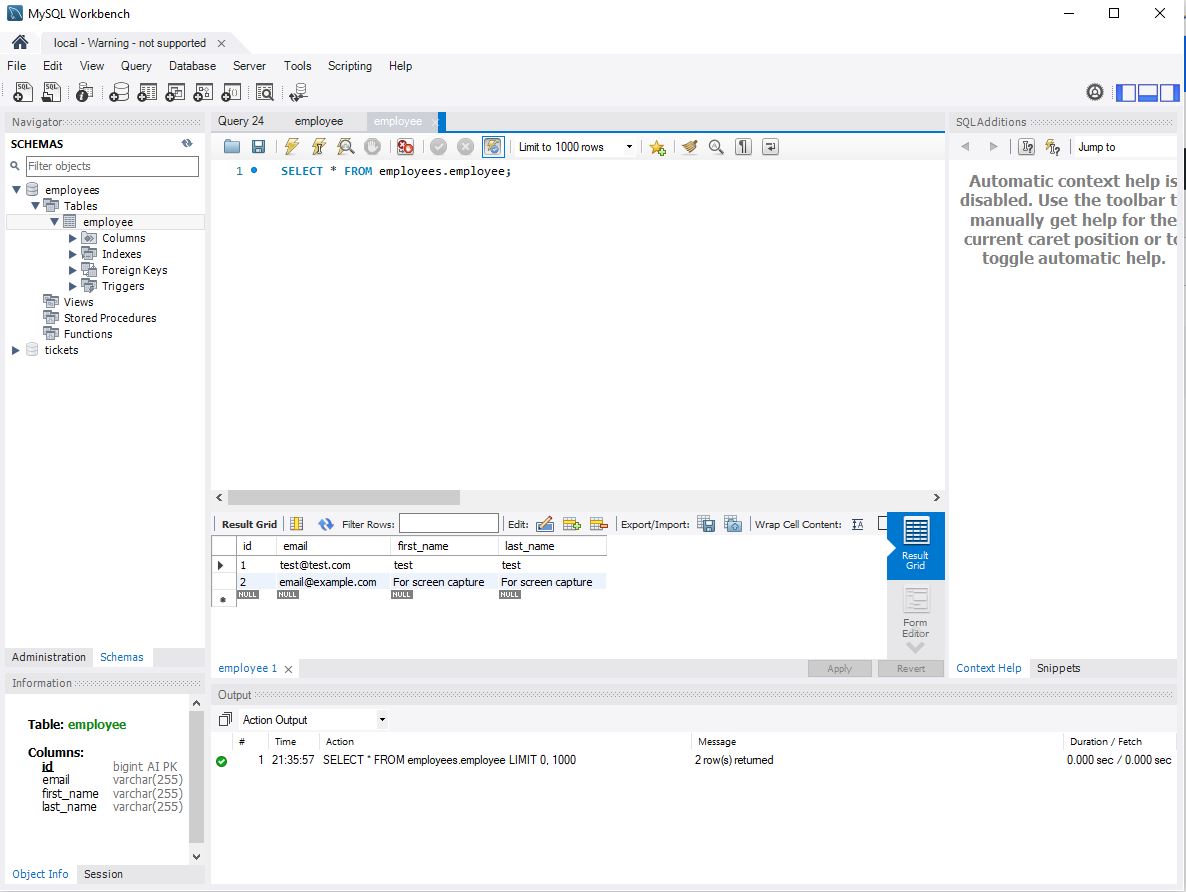 MySQL Workbench
local - Warning - not supported
File Edit View Query Database Server Tools Scripting Help
Navigator
SCHEMAS
Filter objects
employees
Tables
employee
Columns
Indexes
Foreign Keys
Triggers
Views
Stored Procedures
Functions
tickets
Administration Schemas
Information
Table: employee
Columns:
id bigint AI PK
email varchar(255)
first_name varchar(255)
last_name varchar(255)
Object Info Session
Query 24 employee employee
Limit to 1000 rows
1 SELECT * FROM employees.employee;
Result Grid Filter Rows: Edit: Export/Import: Wrap Cell Content:
id email first_name last_name
1 test@test.com test test
2 email@example.com For screen capture For screen capture
NULL NULL NULL NULL
Result
Grid
Form
Editor
employee 1 Apply Revert
SQLAdditions
Jump to
Automatic context help is
disabled. Use the toolbar t
manually get help for the
current caret position or to
toggle automatic help.
Context Help Snippets
Output
Action Output
# Time Action Message Duration / Fetch
1 21:35:57 SELECT * FROM employees.employee LIMIT 0, 1000 2 row(s) returned 0.000 sec / 0.000 sec